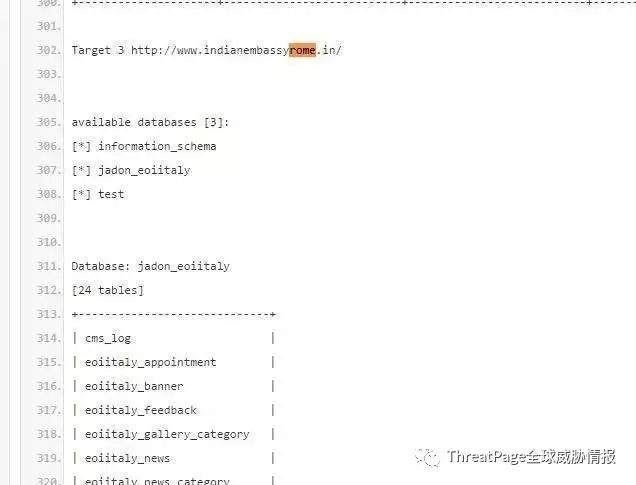 300. +---------------------+---------------------------+---------------------------+-------
301.
302. Target 3 http://www.indianembassyrome.in/
303.
304.
305. available databases [3]:
306. [*] information_schema
307. [*] jadon_eoiitaly
308. [*] test
309.
310.
311. Database: jadon_eoiitaly
312. [24 tables]
313. +-----------------------------+
314. | cms_log |
315. | eoiitaly_appointment |
316. | eoiitaly_banner |
317. | eoiitaly_feedback |
318. | eoiitaly_gallery_category |
319. | eoiitaly_news |
320. | eoiitaly_news_category |
ThreatPage全球威胁情报